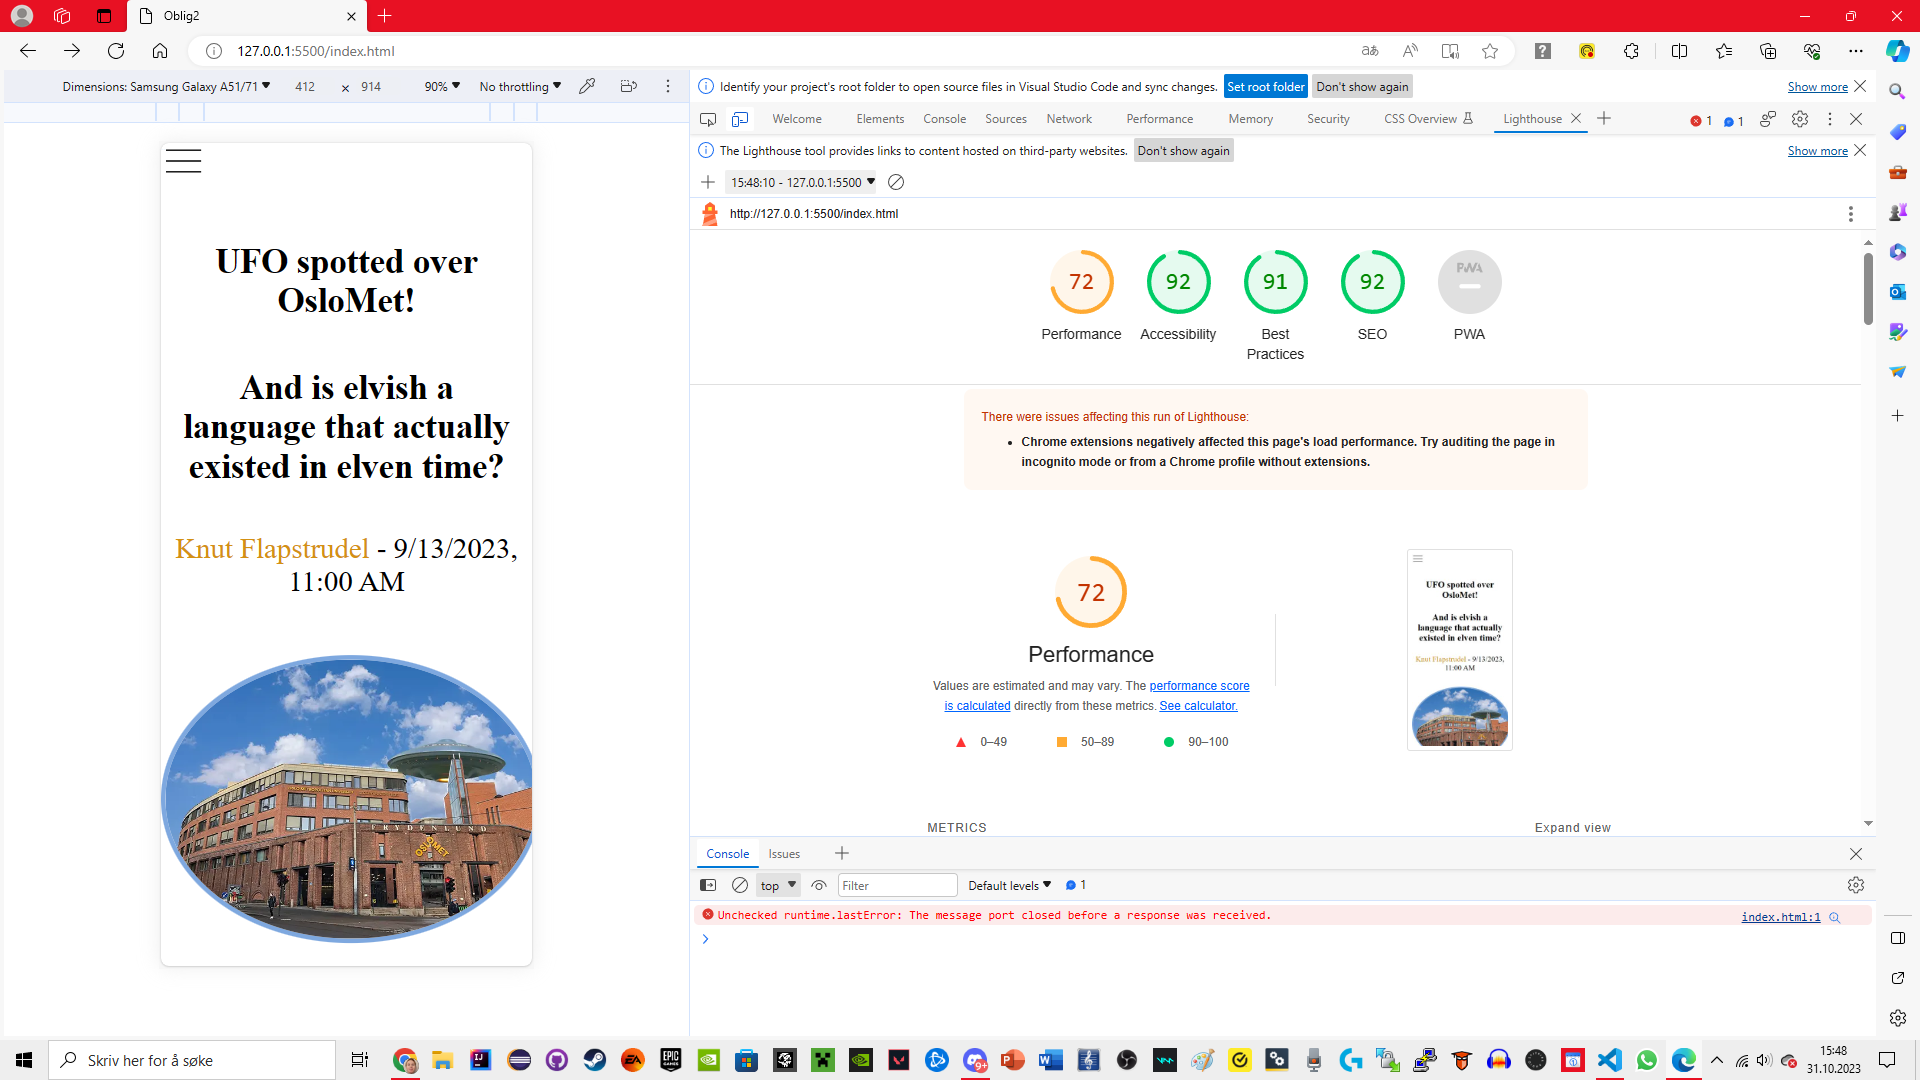 Oblig2
127.0.0.1:5500/index.html
Dimensions: Samsung Galaxy A51/71 412 x 914 90% No throttling
UFO spotted over
OsloMet!
And is elvish a
language that actually
existed in elven time?
Knut Flapstrudel - 9/13/2023,
11:00 AM
FRYDENLUND
OSLOMET
Identify your project's root folder to open source files in Visual Studio Code and sync changes. Set root folder Don't show again Show more
Welcome Elements Console Sources Network Performance Memory Security CSS Overview Lighthouse 1 1
The Lighthouse tool provides links to content hosted on third-party websites. Don't show again Show more
15:48:10 - 127.0.0.1:5500
http://127.0.0.1:5500/index.html
72 92 91 92 PWA
Performance Accessibility Best Practices SEO PWA
There were issues affecting this run of Lighthouse:
• Chrome extensions negatively affected this page's load performance. Try auditing the page in
incognito mode or from a Chrome profile without extensions.
72
Performance
Values are estimated and may vary. The performance score
is calculated directly from these metrics. See calculator.
0–49 50–89 90–100
UFO spotted over
OsloMet!
And is elvish a
language that actually
existed in elven time?
Knut Flapstrudel - 9/13/2023,
11:00 AM
METRICS Expand view
Console Issues
top Filter Default levels 1
Unchecked runtime.lastError: The message port closed before a response was received. index.html:1
Skriv her for å søke
15:48
31.10.2023